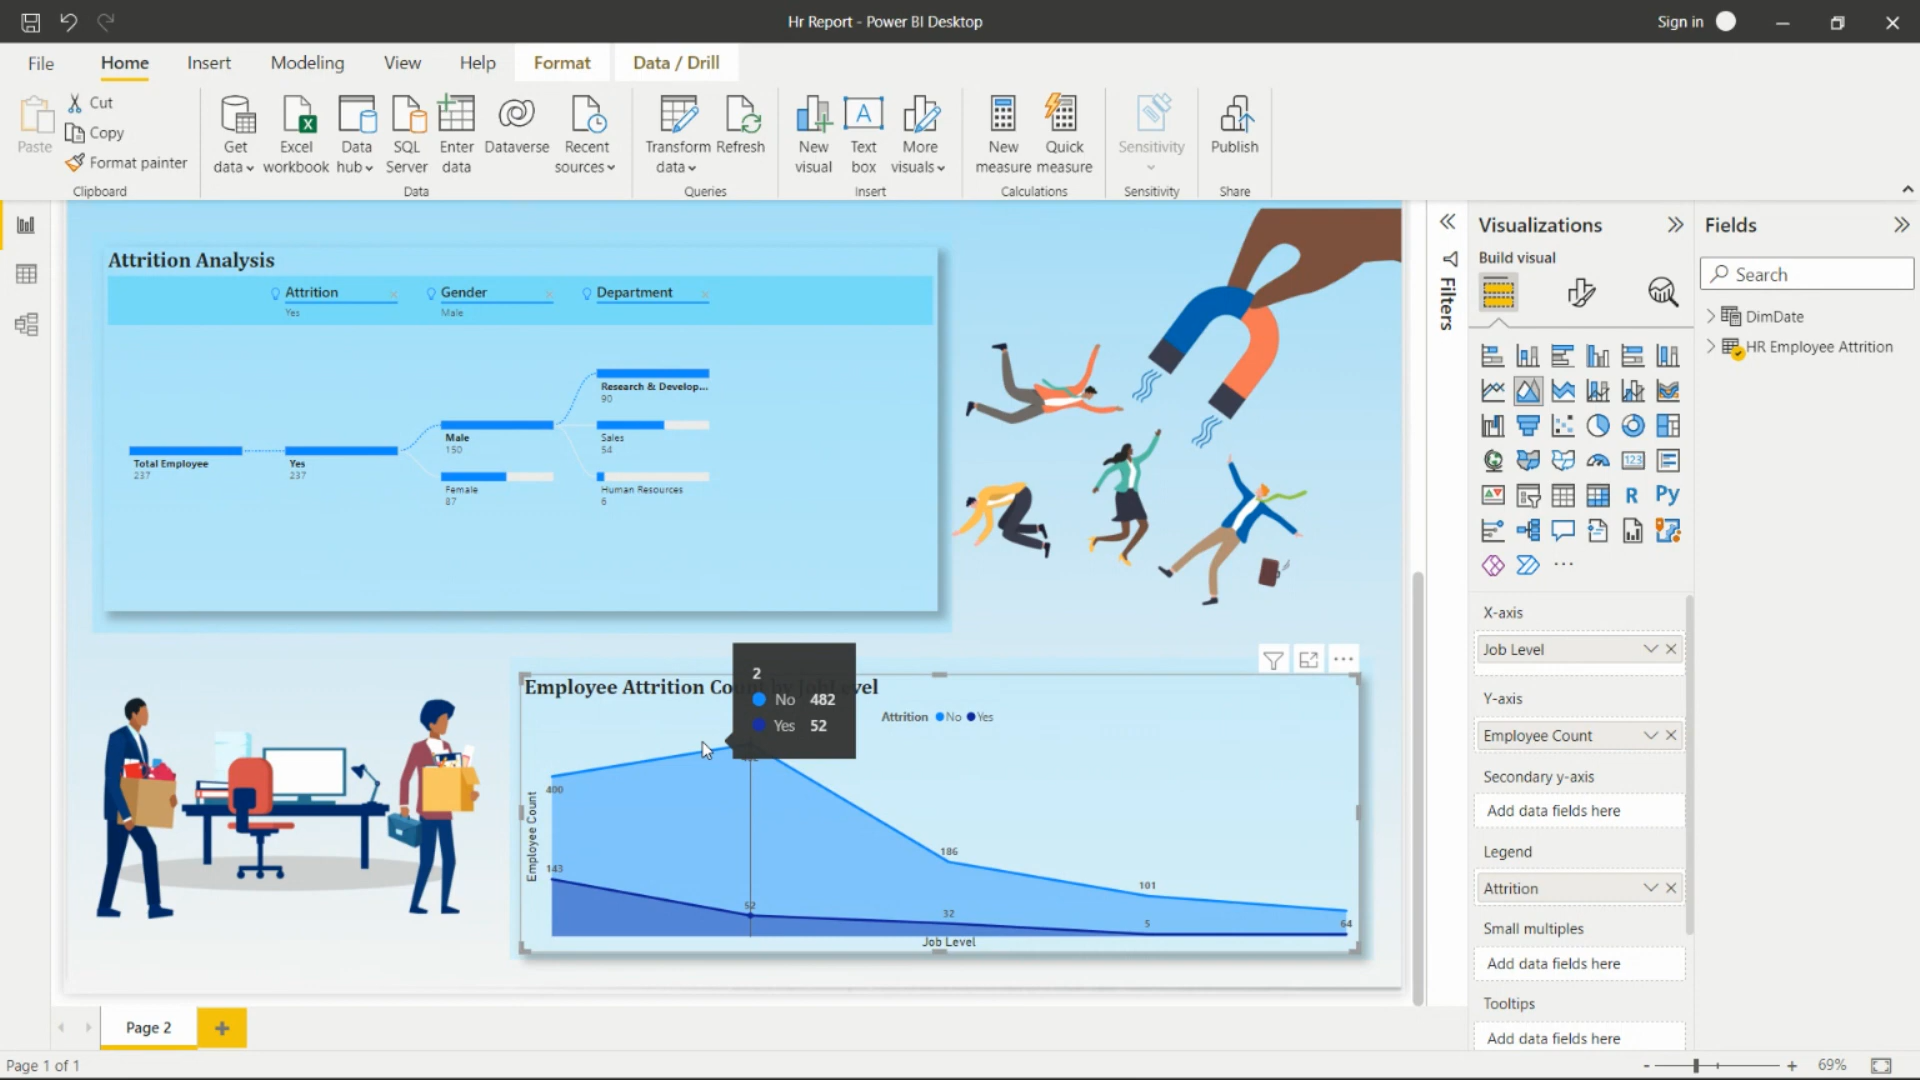 Hr Report - Power BI Desktop
Sign in
File
Home
Insert
Modeling
View
Help
Format
Data / Drill
Paste
Cut
Copy
Format painter
Clipboard
Get data
Excel workbook
Data hub
SQL Server
Enter data
Dataverse
Recent sources
Data
Transform data
Refresh
Queries
New visual
Text box
More visuals
Insert
New measure
Quick measure
Calculations
Sensitivity
Sensitivity
Publish
Share
Attrition Analysis
Attrition
Yes
Gender
Male
Department
Total Employee
237
Yes
237
Male
150
Female
87
Research & Develop...
90
Sales
54
Human Resources
6
Employee Attrition Co
vel
2
No 482
Yes 52
Attrition No Yes
Employee Count
400
143
52
186
32
101
5
64
Job Level
Filters
Visualizations
Build visual
123
R
Py
X-axis
Job Level
Y-axis
Employee Count
Secondary y-axis
Add data fields here
Legend
Attrition
Small multiples
Add data fields here
Tooltips
Add data fields here
Fields
Search
DimDate
HR Employee Attrition
Page 2
Page 1 of 1
- + 69%